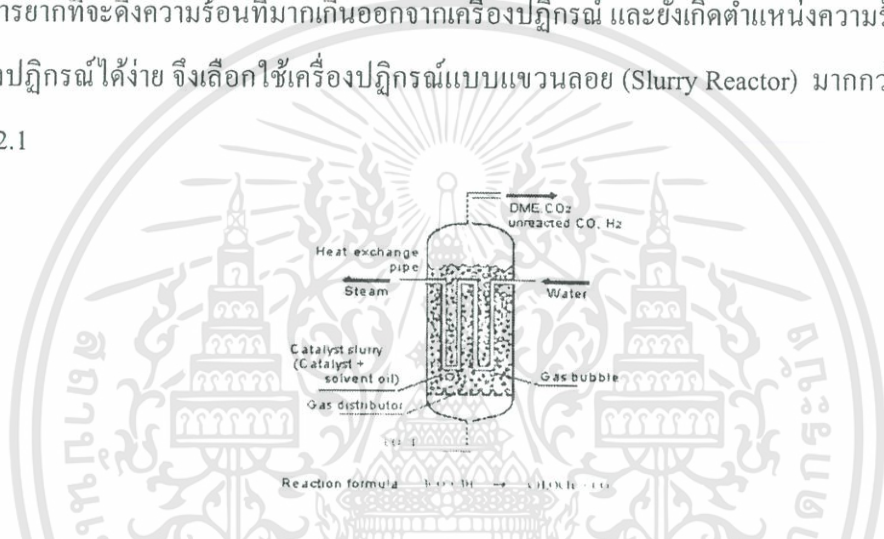 ารยากที่จะดึงความร้อนที่มากเกินออกจากเครื่องปฏิกรณ์ และยังเกิดตำแหน่งความร้
งปฏิกรณ์ได้ง่าย จึงเลือกใช้เครื่องปฏิกรณ์แบบแขวนลอย (Slurry Reactor) มากกว
2.1
DME. CO₂
unreacted CO, H₂
Heat exchange
pipe
Steam
Water
Catalyst slurry
(Catalyst +
solvent oil)
Gas bubble
Gas distributor
Reaction formula